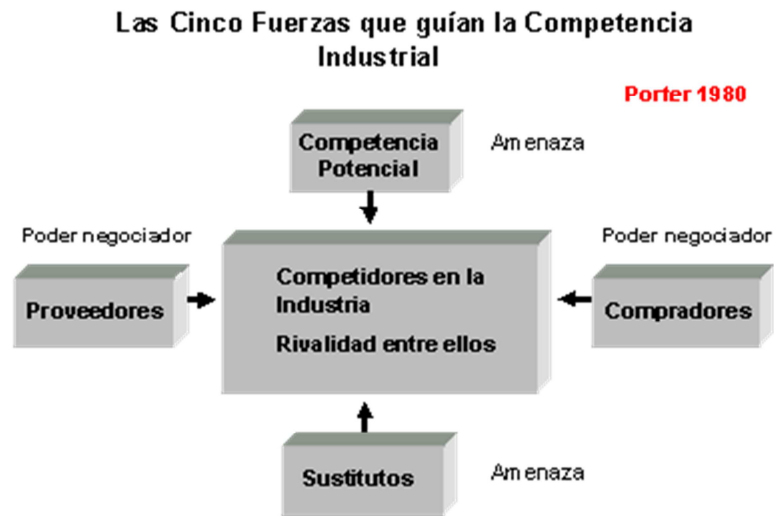 Las Cinco Fuerzas que guían la Competencia
Industrial
Porter 1980
Competencia
Potencial
Amenaza
Poder negociador
Poder negociador
Proveedores
Competidores en la
Industria
Rivalidad entre ellos
Compradores
Sustitutos
Amenaza